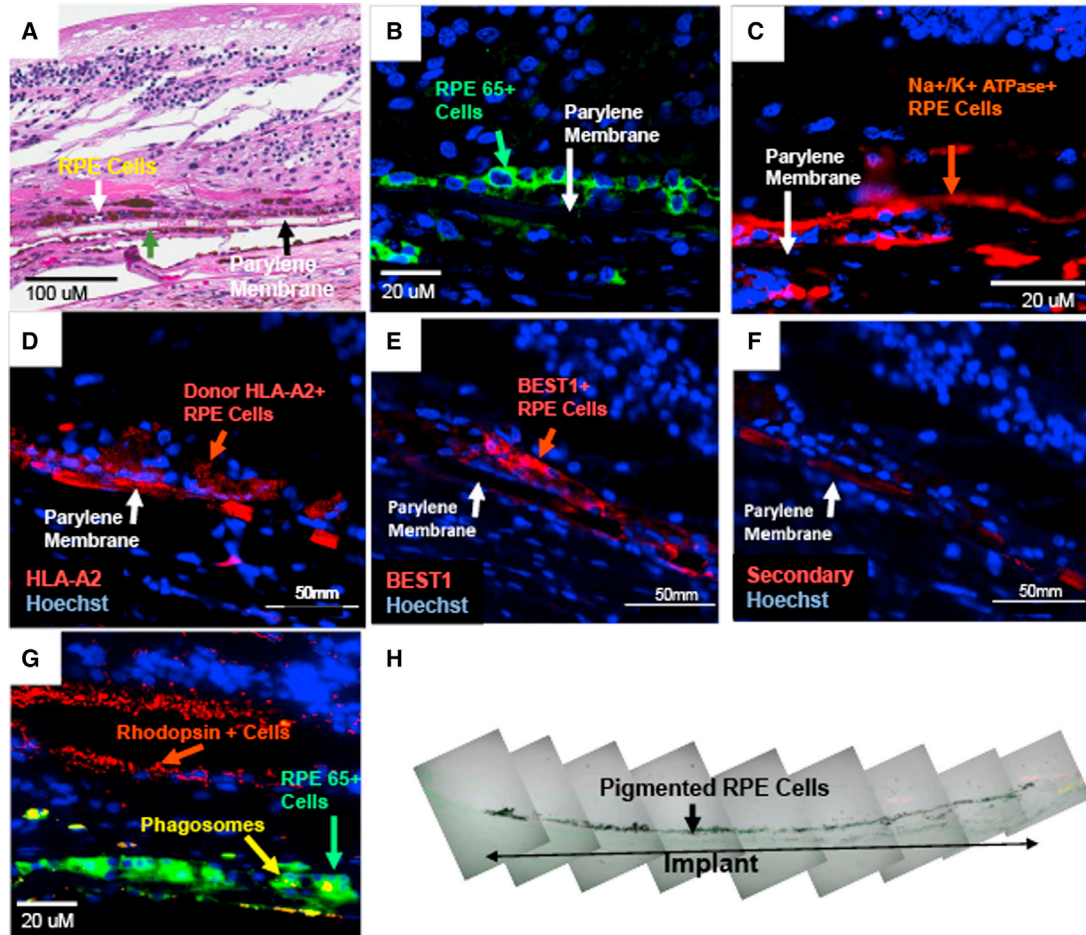 A
RPE Cells
Parylene
Membrane
100 uM
B
RPE 65+
Cells
Parylene
Membrane
20 uM
C
Na+/K+ ATPase+
RPE Cells
Parylene
Membrane
20 uM
D
Donor HLA-A2+
RPE Cells
Parylene
Membrane
HLA-A2
Hoechst
50mm
E
BEST1+
RPE Cells
Parylene
Membrane
BEST1
Hoechst
50mm
F
Parylene
Membrane
Secondary
Hoechst
50mm
G
Rhodopsin + Cells
RPE 65+
Cells
Phagosomes
20 uM
H
Pigmented RPE Cells
Implant